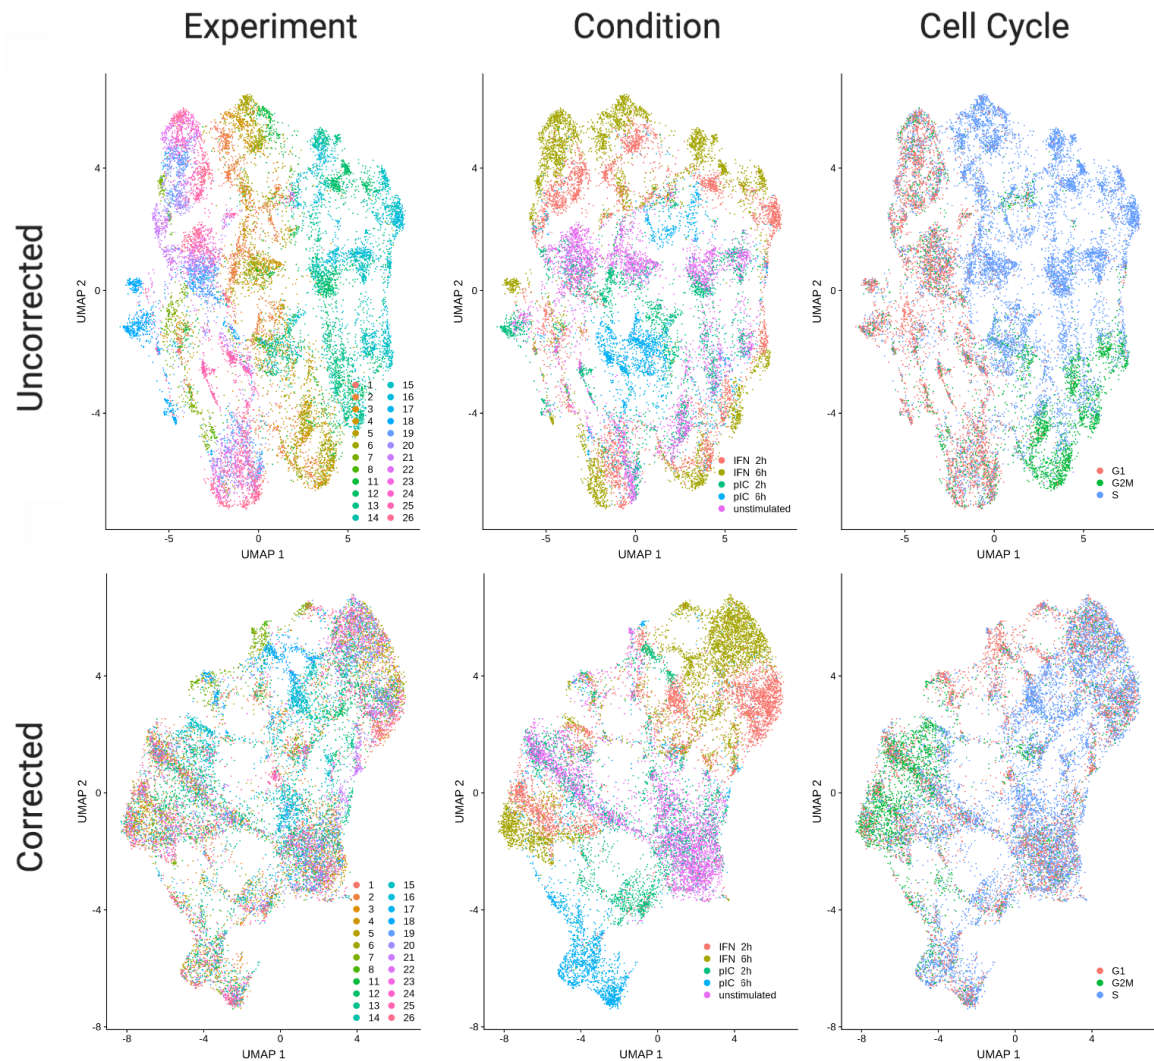 Experiment
Condition
Cell Cycle
Uncorrected
UMAP 2
4
0
-4
-5
0
5
UMAP 1
1
2
3
4
5
6
7
8
11
12
13
14
15
16
17
18
19
20
21
22
23
24
25
26
UMAP 2
4
0
-4
-5
0
5
UMAP 1
IFN 2h
IFN 6h
pIC 2h
pIC 6h
unstimulated
UMAP 2
4
0
-4
-5
0
5
UMAP 1
G1
G2M
S
Corrected
UMAP 2
4
0
-4
-8
-8
-4
0
4
UMAP 1
1
2
3
4
5
6
7
8
11
12
13
14
15
16
17
18
19
20
21
22
23
24
25
26
UMAP 2
4
0
-4
-8
-8
-4
0
4
UMAP 1
IFN 2h
IFN 6h
pIC 2h
pIC 6h
unstimulated
UMAP 2
4
0
-4
-8
-8
-4
0
4
UMAP 1
G1
G2M
S